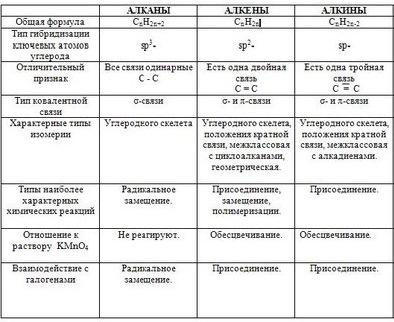 АЛКАНЫ АЛКЕНЫ АЛКИНЫ
Общая формула CnH2n+2 CnH2n CnH2n-2
Тип гибридизации
ключевых атомов
углерода
sp3- sp2- sp-
Отличительный
признак
Все связи одинарные
C - C
Есть одна двойная
связь
C = C
Есть одна тройная
связь
C ≡ C
Тип ковалентной
связи
σ-связи σ- и π-связи σ- и π-связи
Характерные типы
изомерии
Углеродного скелета
Углеродного скелета,
положения кратной
связи, межклассовая
с циклоалканами,
геометрическая.
Углеродного скелета,
положения кратной
связи, межклассовая
с алкадиенами.
Типы наиболее
характерных
химических реакций
Радикальное
замещение.
Присоединение,
замещение,
полимеризации.
Присоединение.
Отношение к
раствору KMnO4
Не реагируют. Обесцвечивание. Обесцвечивание.
Взаимодействие с
галогенами
Радикальное
замещение.
Присоединение. Присоединение.